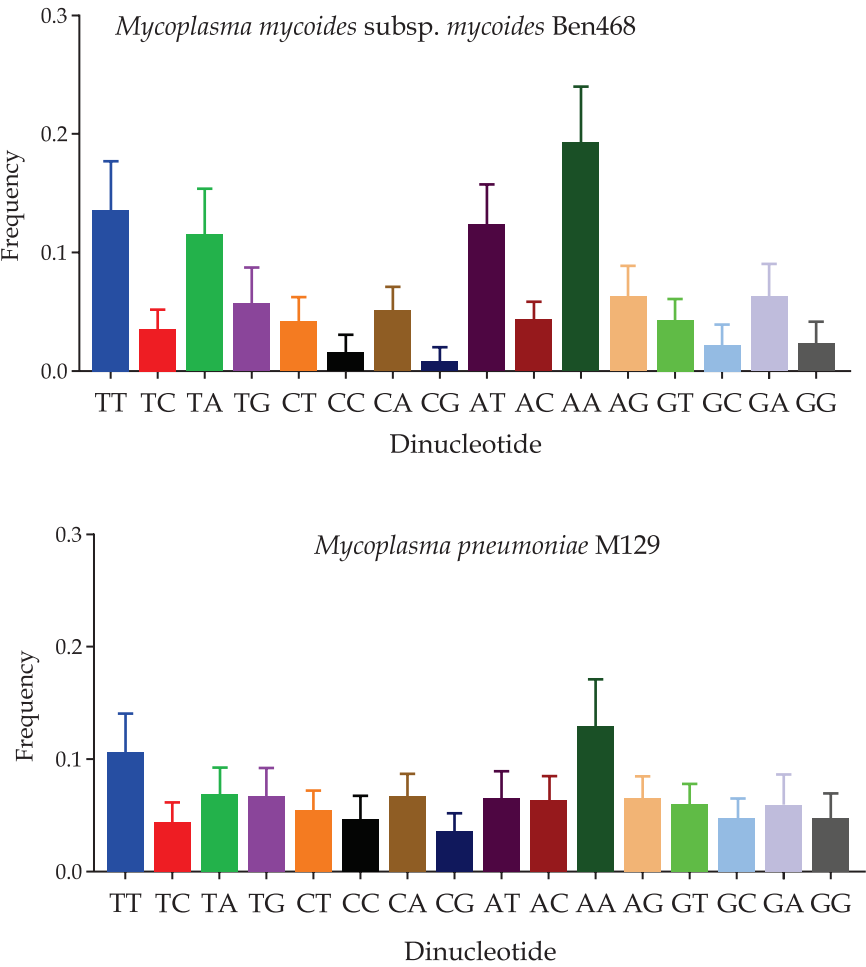 Mycoplasma mycoides subsp. mycoides Ben468
Frequency
0.3
0.2
0.1
0.0
TT TC TA TG CT CC CA CG AT AC AA AG GT GC GA GG
Dinucleotide
Mycoplasma pneumoniae M129
Frequency
0.3
0.2
0.1
0.0
TT TC TA TG CT CC CA CG AT AC AA AG GT GC GA GG
Dinucleotide